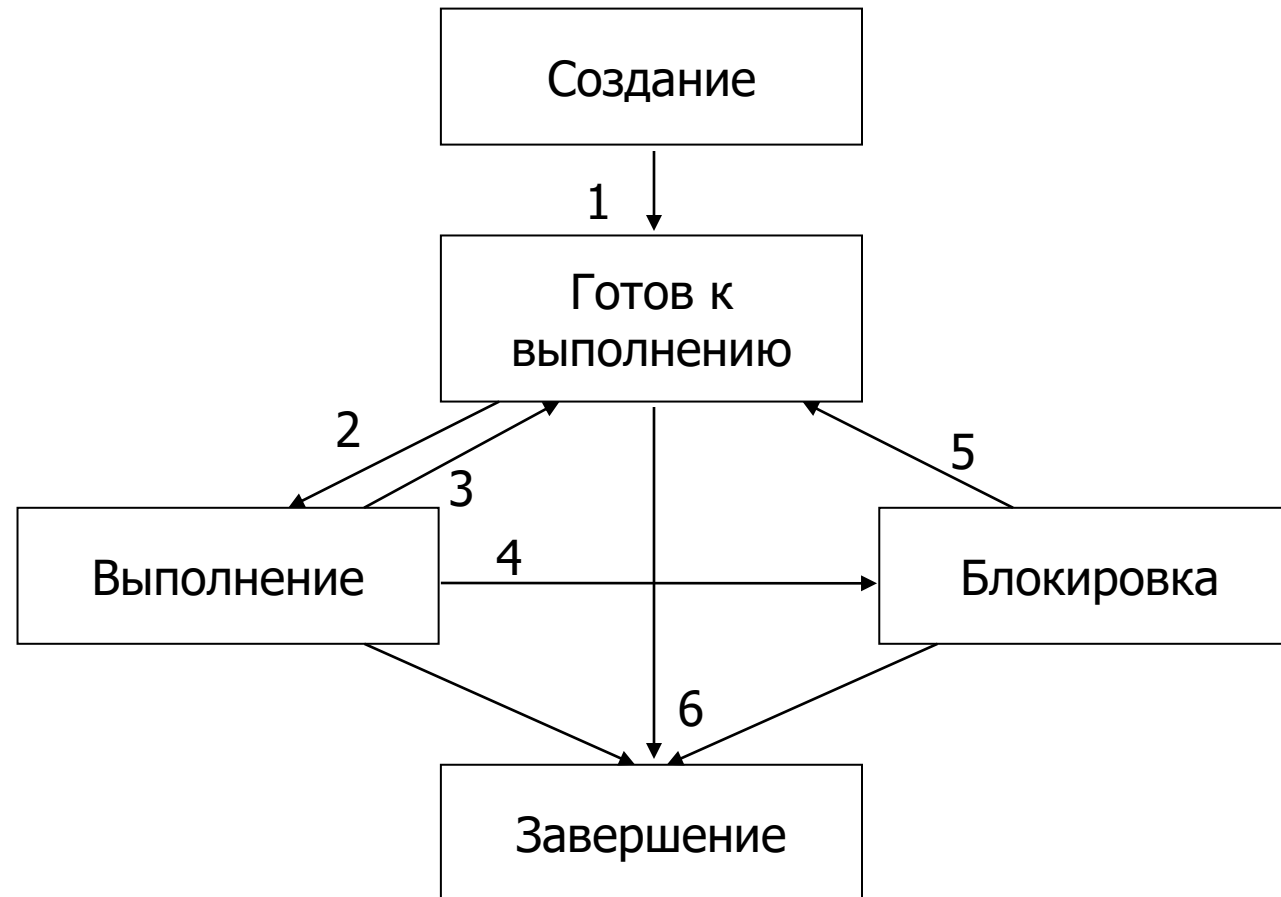 Создание
1
Готов к
выполнению
2
3
5
Выполнение
4
Блокировка
6
Завершение